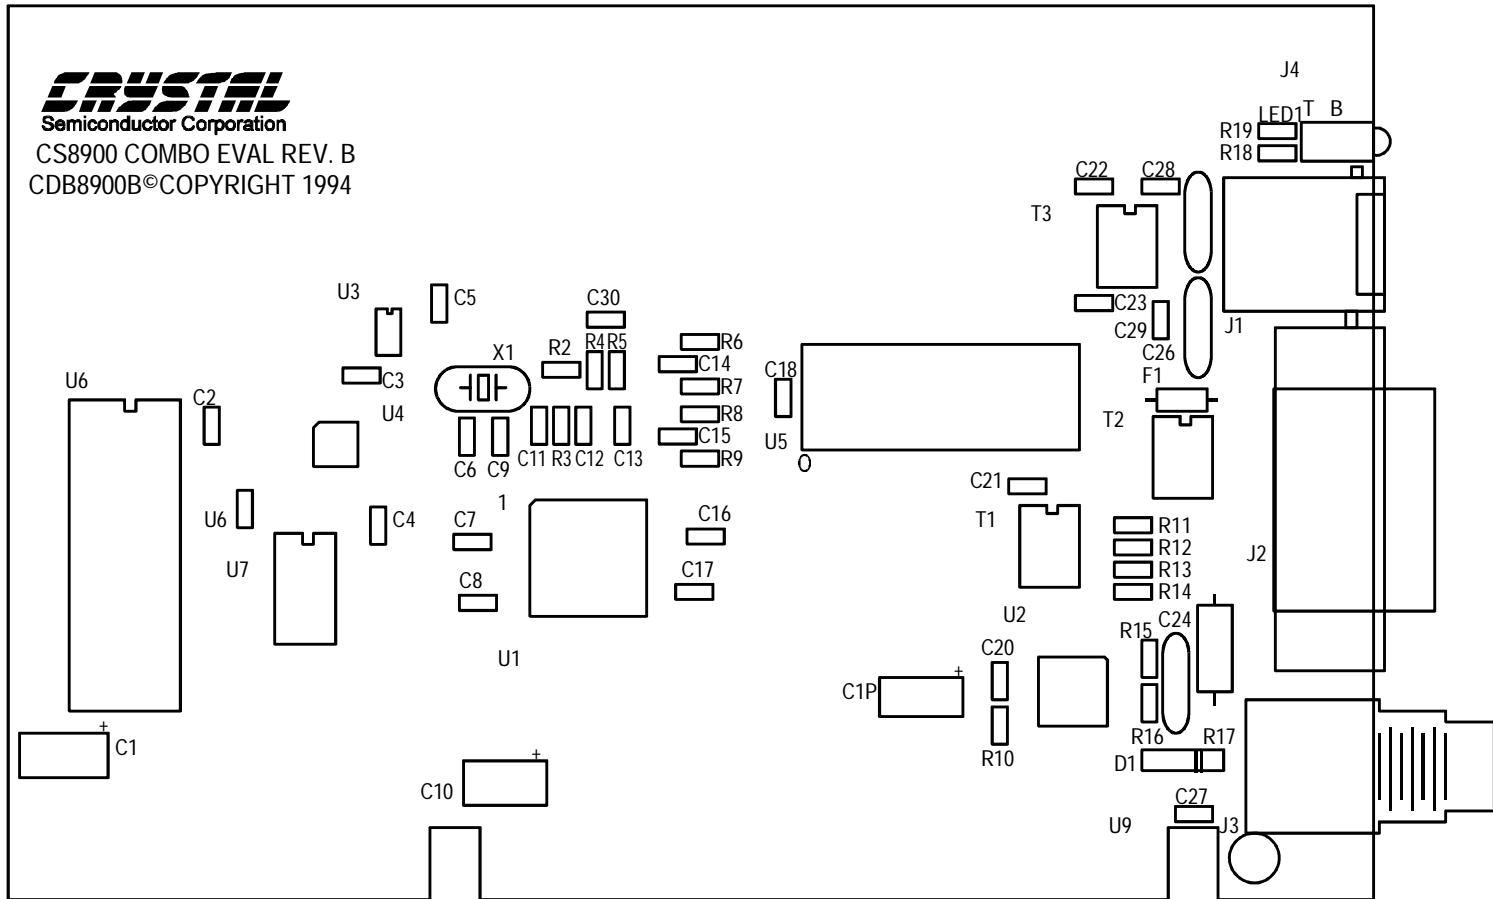 CRYSTAL
Semiconductor Corporation
CS8900 COMBO EVAL REV. B
CDB8900B©COPYRIGHT 1994
J4
LED1 T B
R19
R18
C22 C28
T3
U3
C5
C30
C23
C29
J1
C26
R2
R4 R5
R6
X1
C14
C3
C18
F1
U6
C2
R7
U4
R8
T2
C15
U5
C6 C9 C11 R3 C12 C13
R9
C21
1
U6
C4
C7
C16
T1
R11
R12
J2
U7
C8
C17
R13
R14
U2
C24
R15
U1
C20
C1P +
+
C1
R10
R16 R17
D1
+
C10
C27
U9
J3